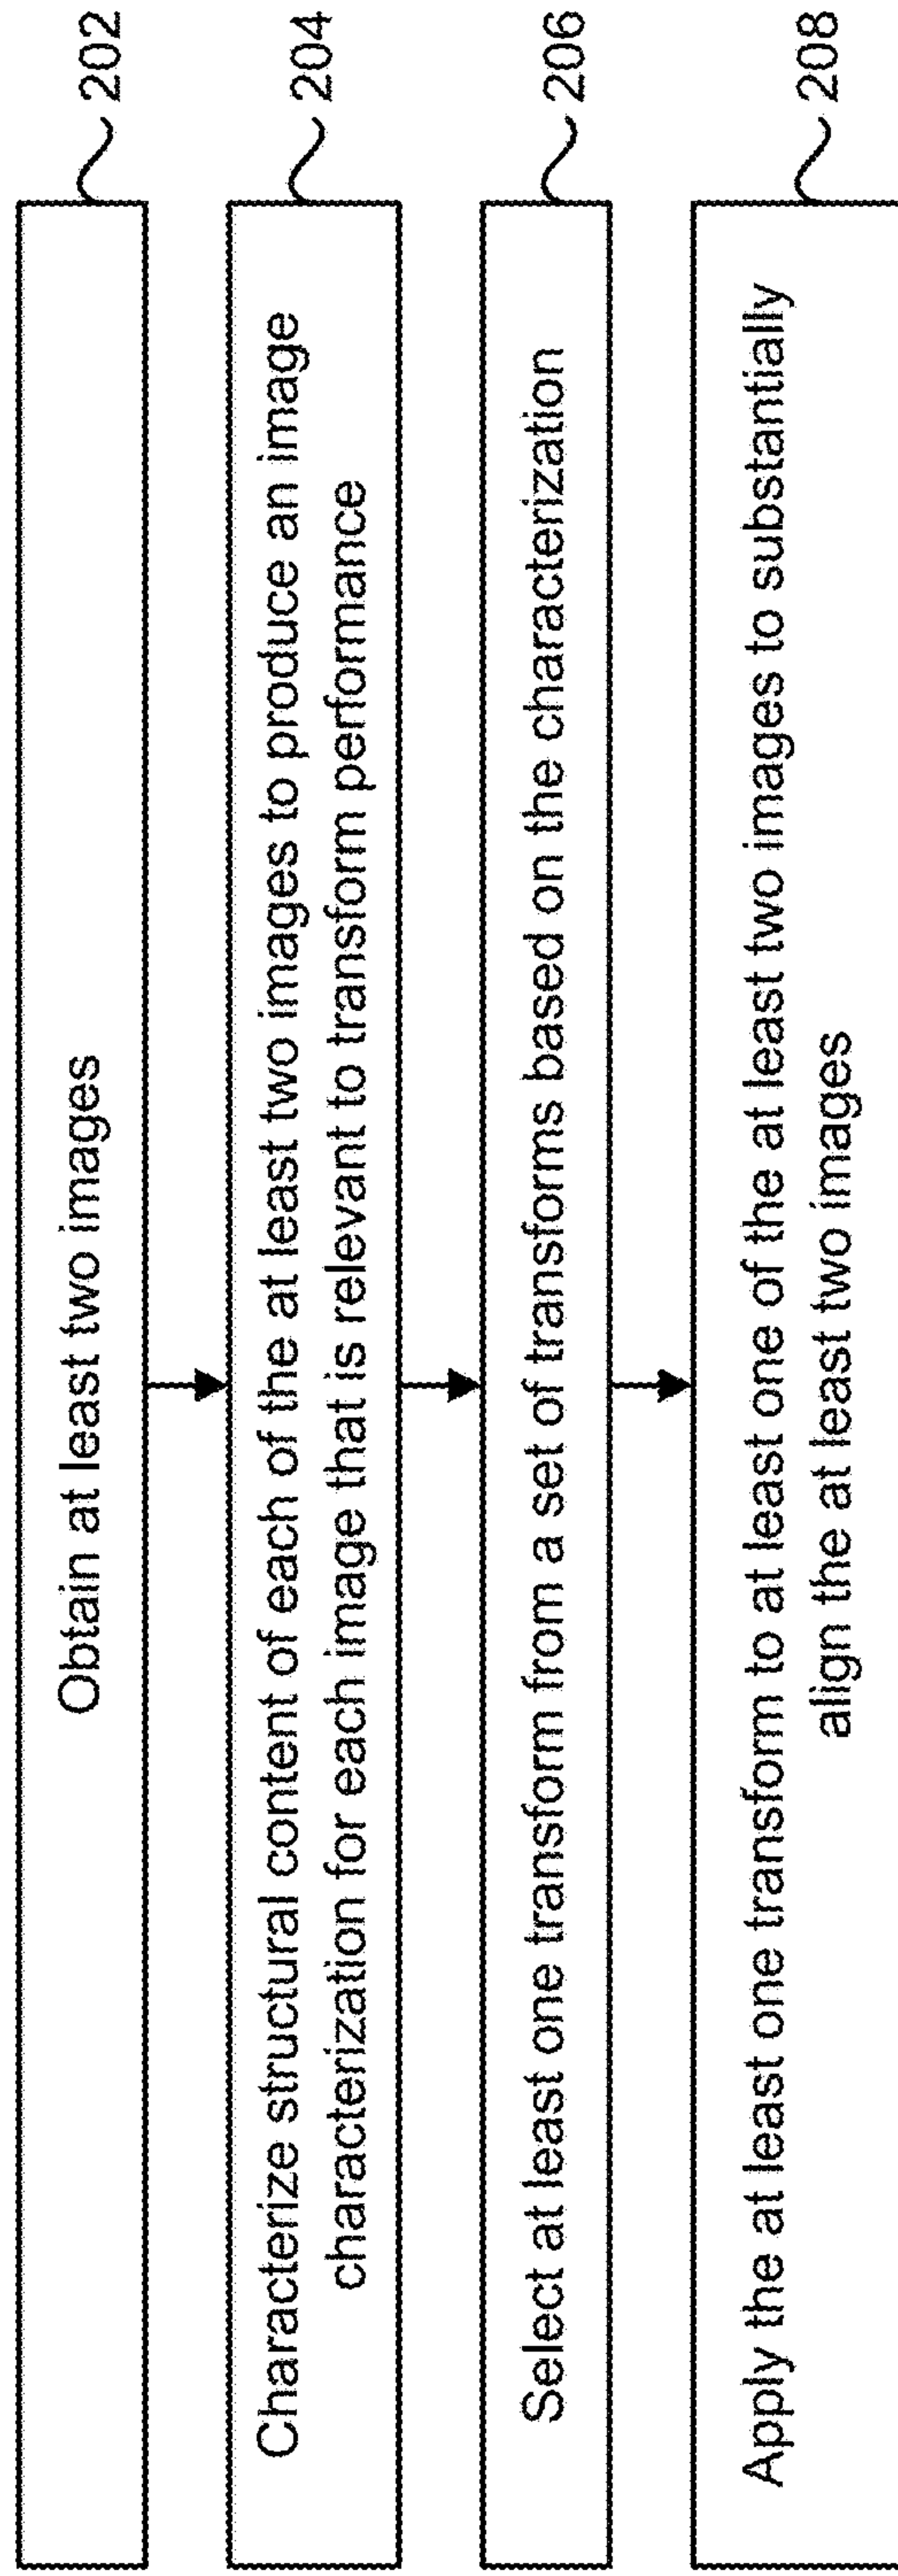 Obtain at least two images
202
Characterize structural content of each of the at least two images to produce an image
characterization for each image that is relevant to transform performance
204
Select at least one transform from a set of transforms based on the characterization
206
Apply the at least one transform to at least one of the at least two images to substantially
align the at least two images
208